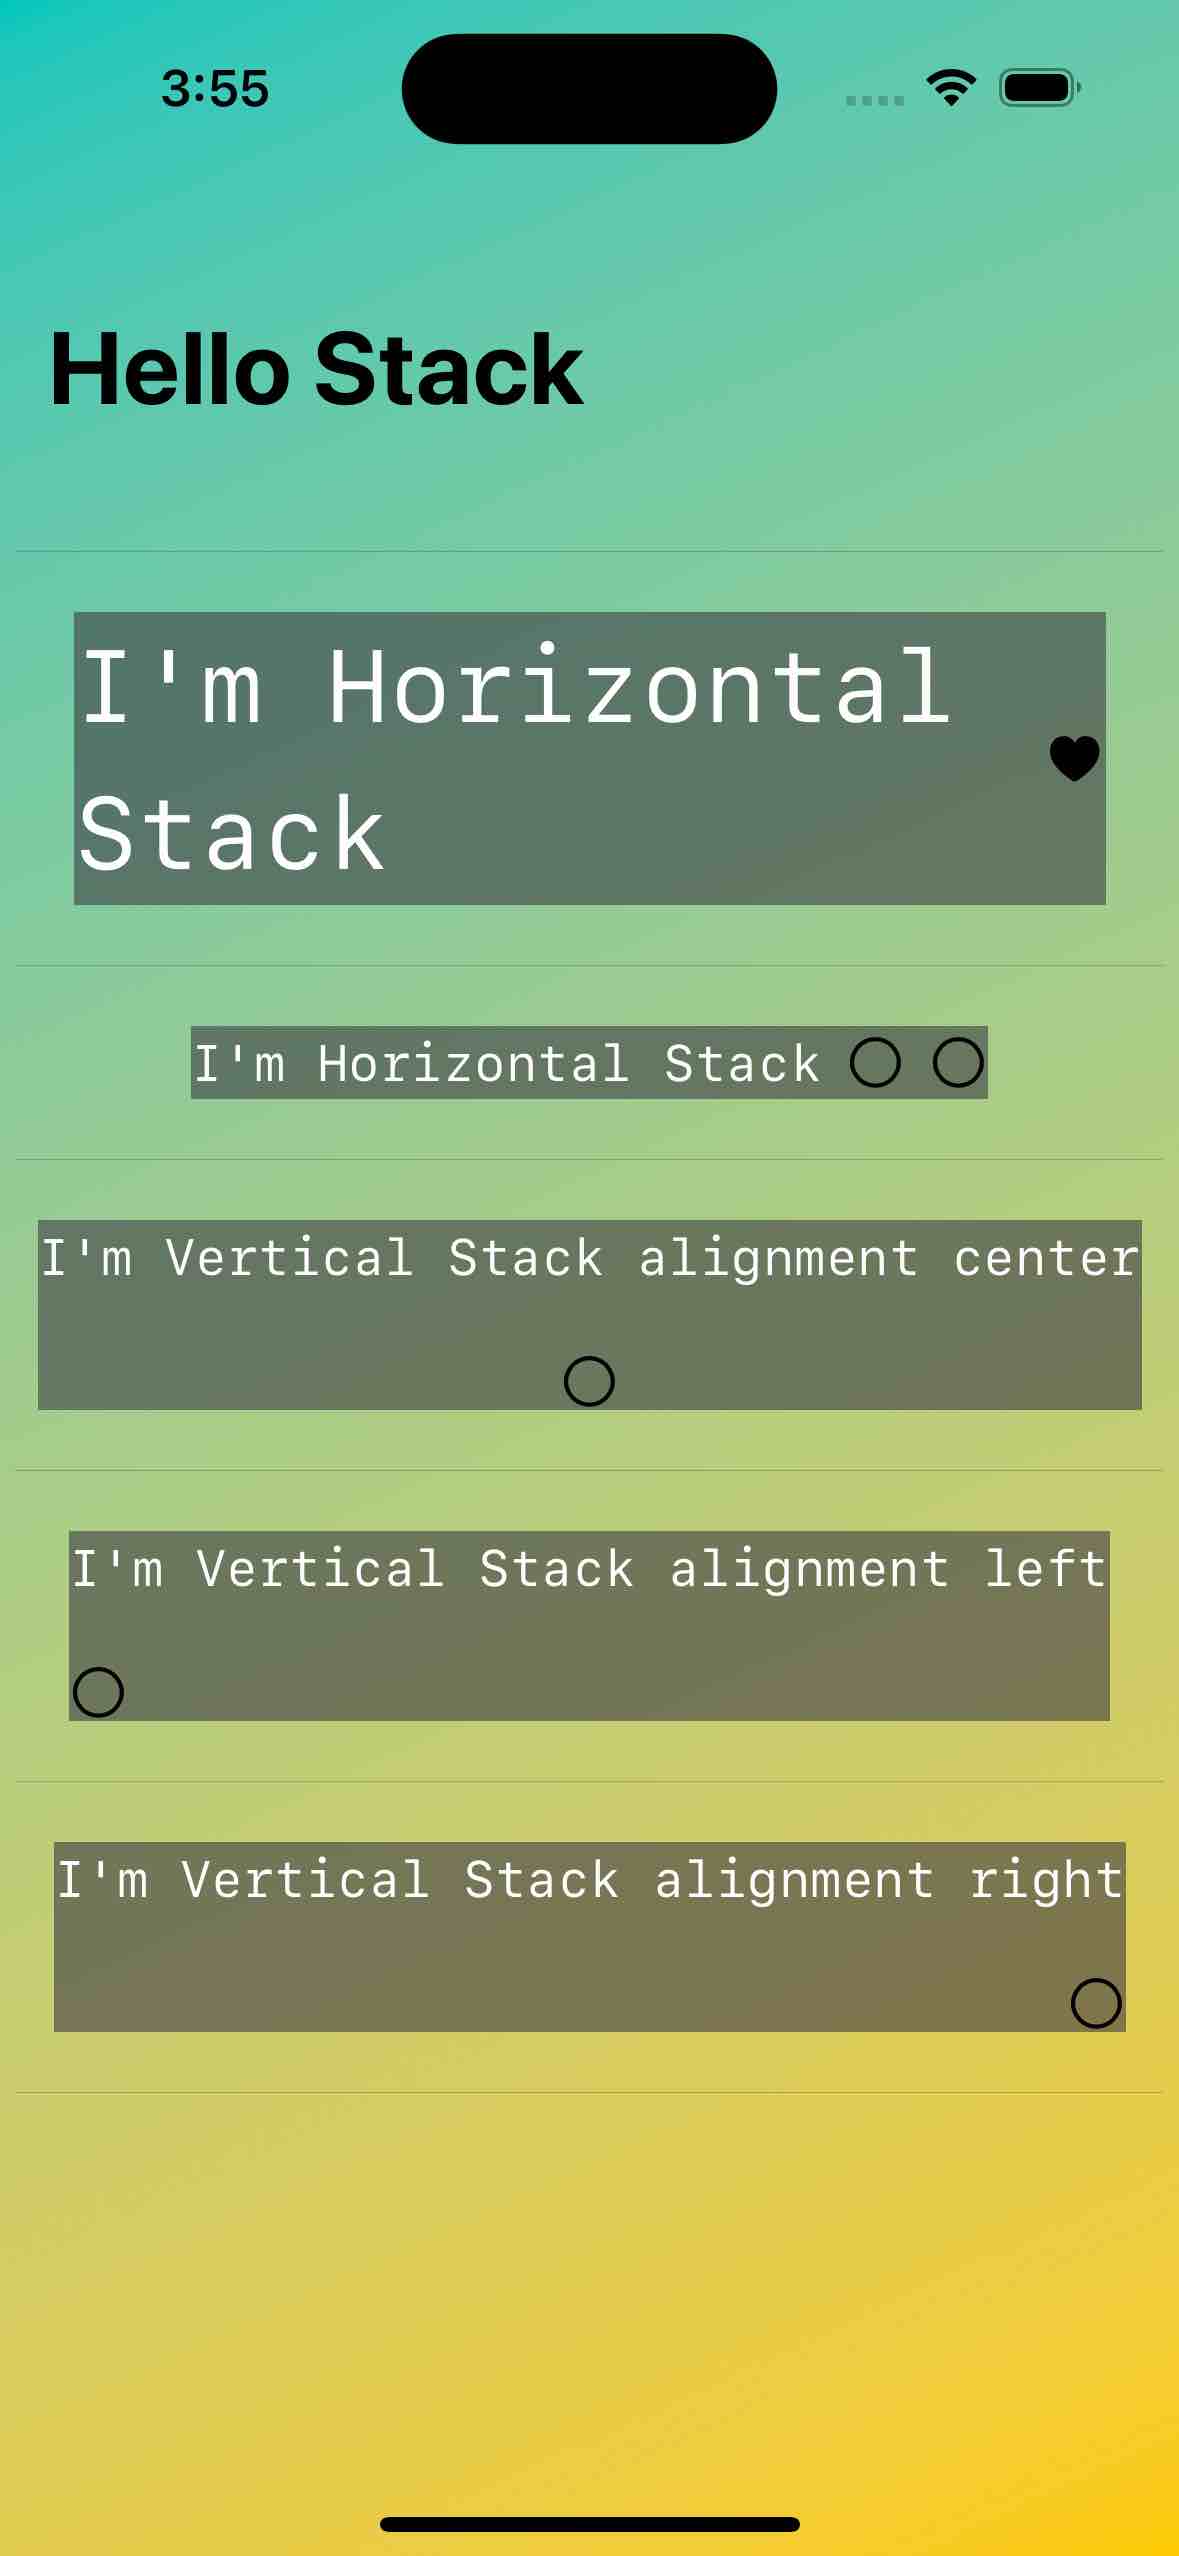 3:55
Hello Stack
I'm Horizontal
Stack
I'm Horizontal Stack
I'm Vertical Stack alignment center
I'm Vertical Stack alignment left
I'm Vertical Stack alignment right